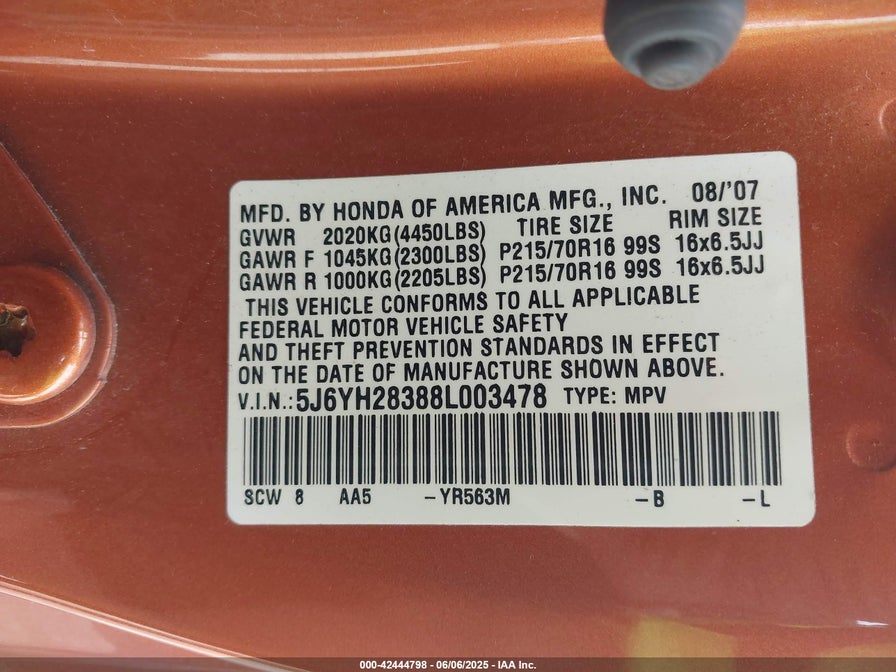 MFD. BY HONDA OF AMERICA MFG., INC. 08/'07
GVWR 2020KG(4450LBS) TIRE SIZE RIM SIZE
GAWR F 1045KG(2300LBS) P215/70R16 99S 16x6.5JJ
GAWR R 1000KG(2205LBS) P215/70R16 99S 16x6.5JJ
THIS VEHICLE CONFORMS TO ALL APPLICABLE
FEDERAL MOTOR VEHICLE SAFETY
AND THEFT PREVENTION STANDARDS IN EFFECT
ON THE DATE OF MANUFACTURE SHOWN ABOVE.
V.I.N.:5J6YH28388L003478 TYPE: MPV
SCW 8 AA5 -YR563M -B -L
000-42444798 - 06/06/2025 - IAA Inc.